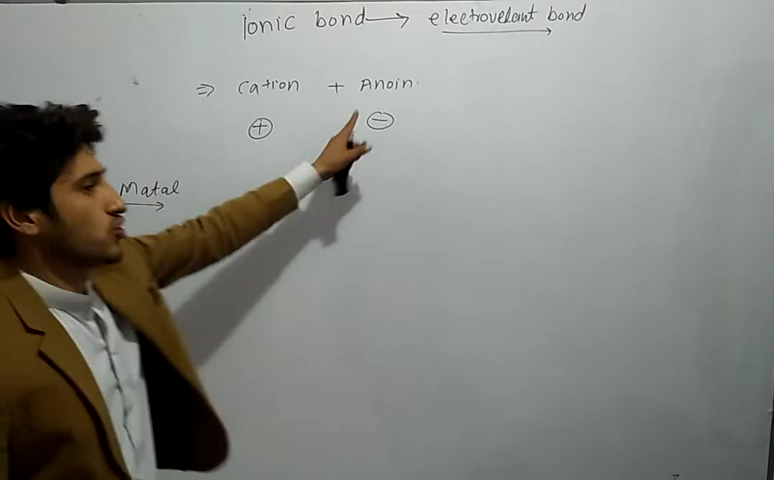 Ionic bond → electrovelant bond
⇒ Cation + Anoin.
⊕ ⊖
Matal